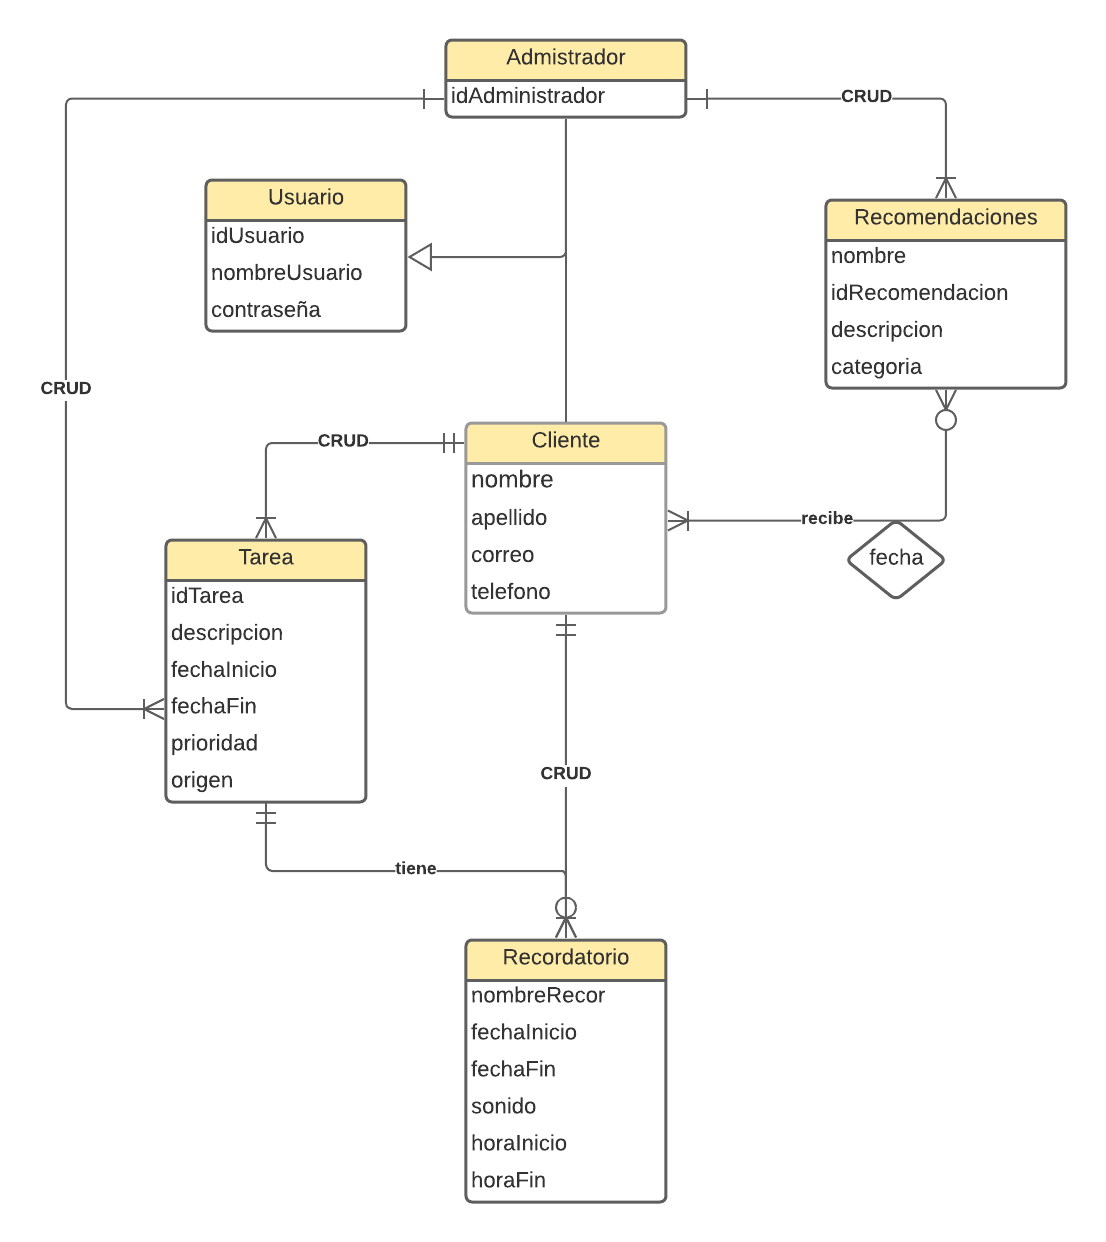 Admistrador
idAdministrador
CRUD
Usuario
idUsuario
nombreUsuario
contraseña
Recomendaciones
nombre
idRecomendacion
descripcion
categoria
CRUD
CRUD
Cliente
nombre
apellido
correo
telefono
recibe
fecha
Tarea
idTarea
descripcion
fechaInicio
fechaFin
prioridad
origen
CRUD
tiene
Recordatorio
nombreRecor
fechaInicio
fechaFin
sonido
horaInicio
horaFin